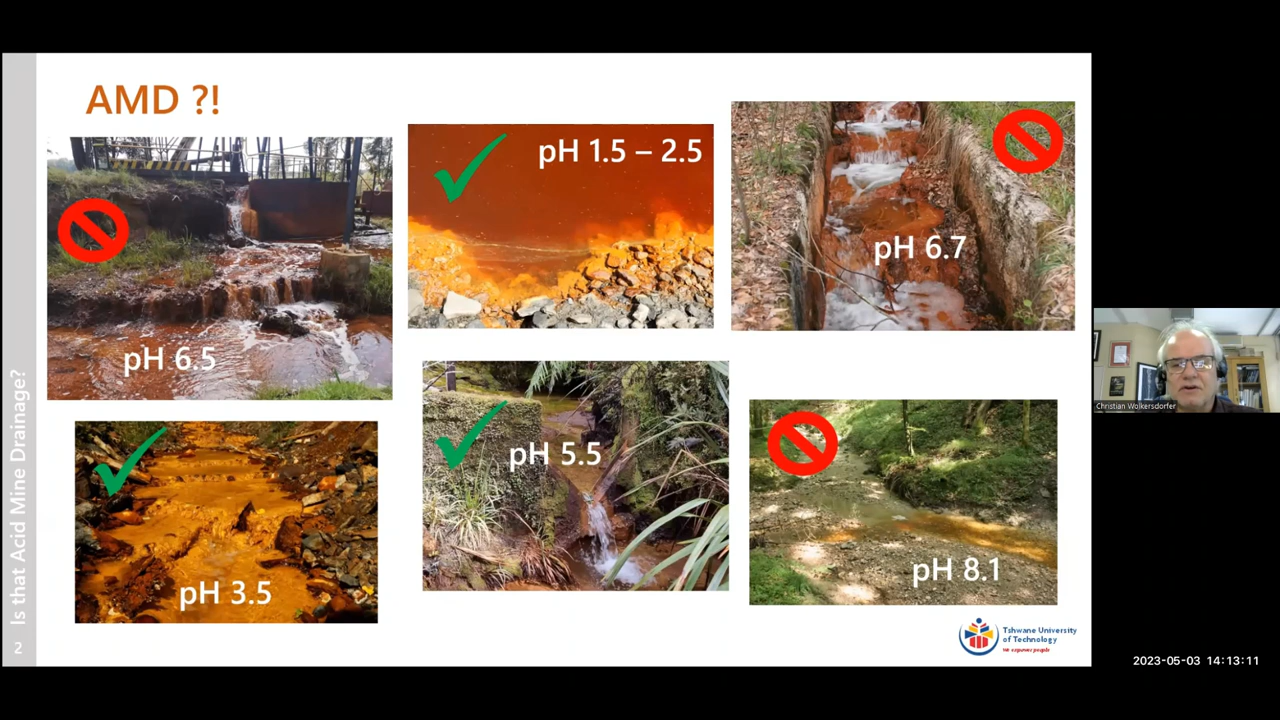 AMD ?!
pH 6.5
pH 1.5 – 2.5
pH 6.7
pH 3.5
pH 5.5
pH 8.1
Is that Acid Mine Drainage?
2
Tshwane University
of Technology
We empower people
Christian Wolkersdorfer
2023-05-03 14:13:11